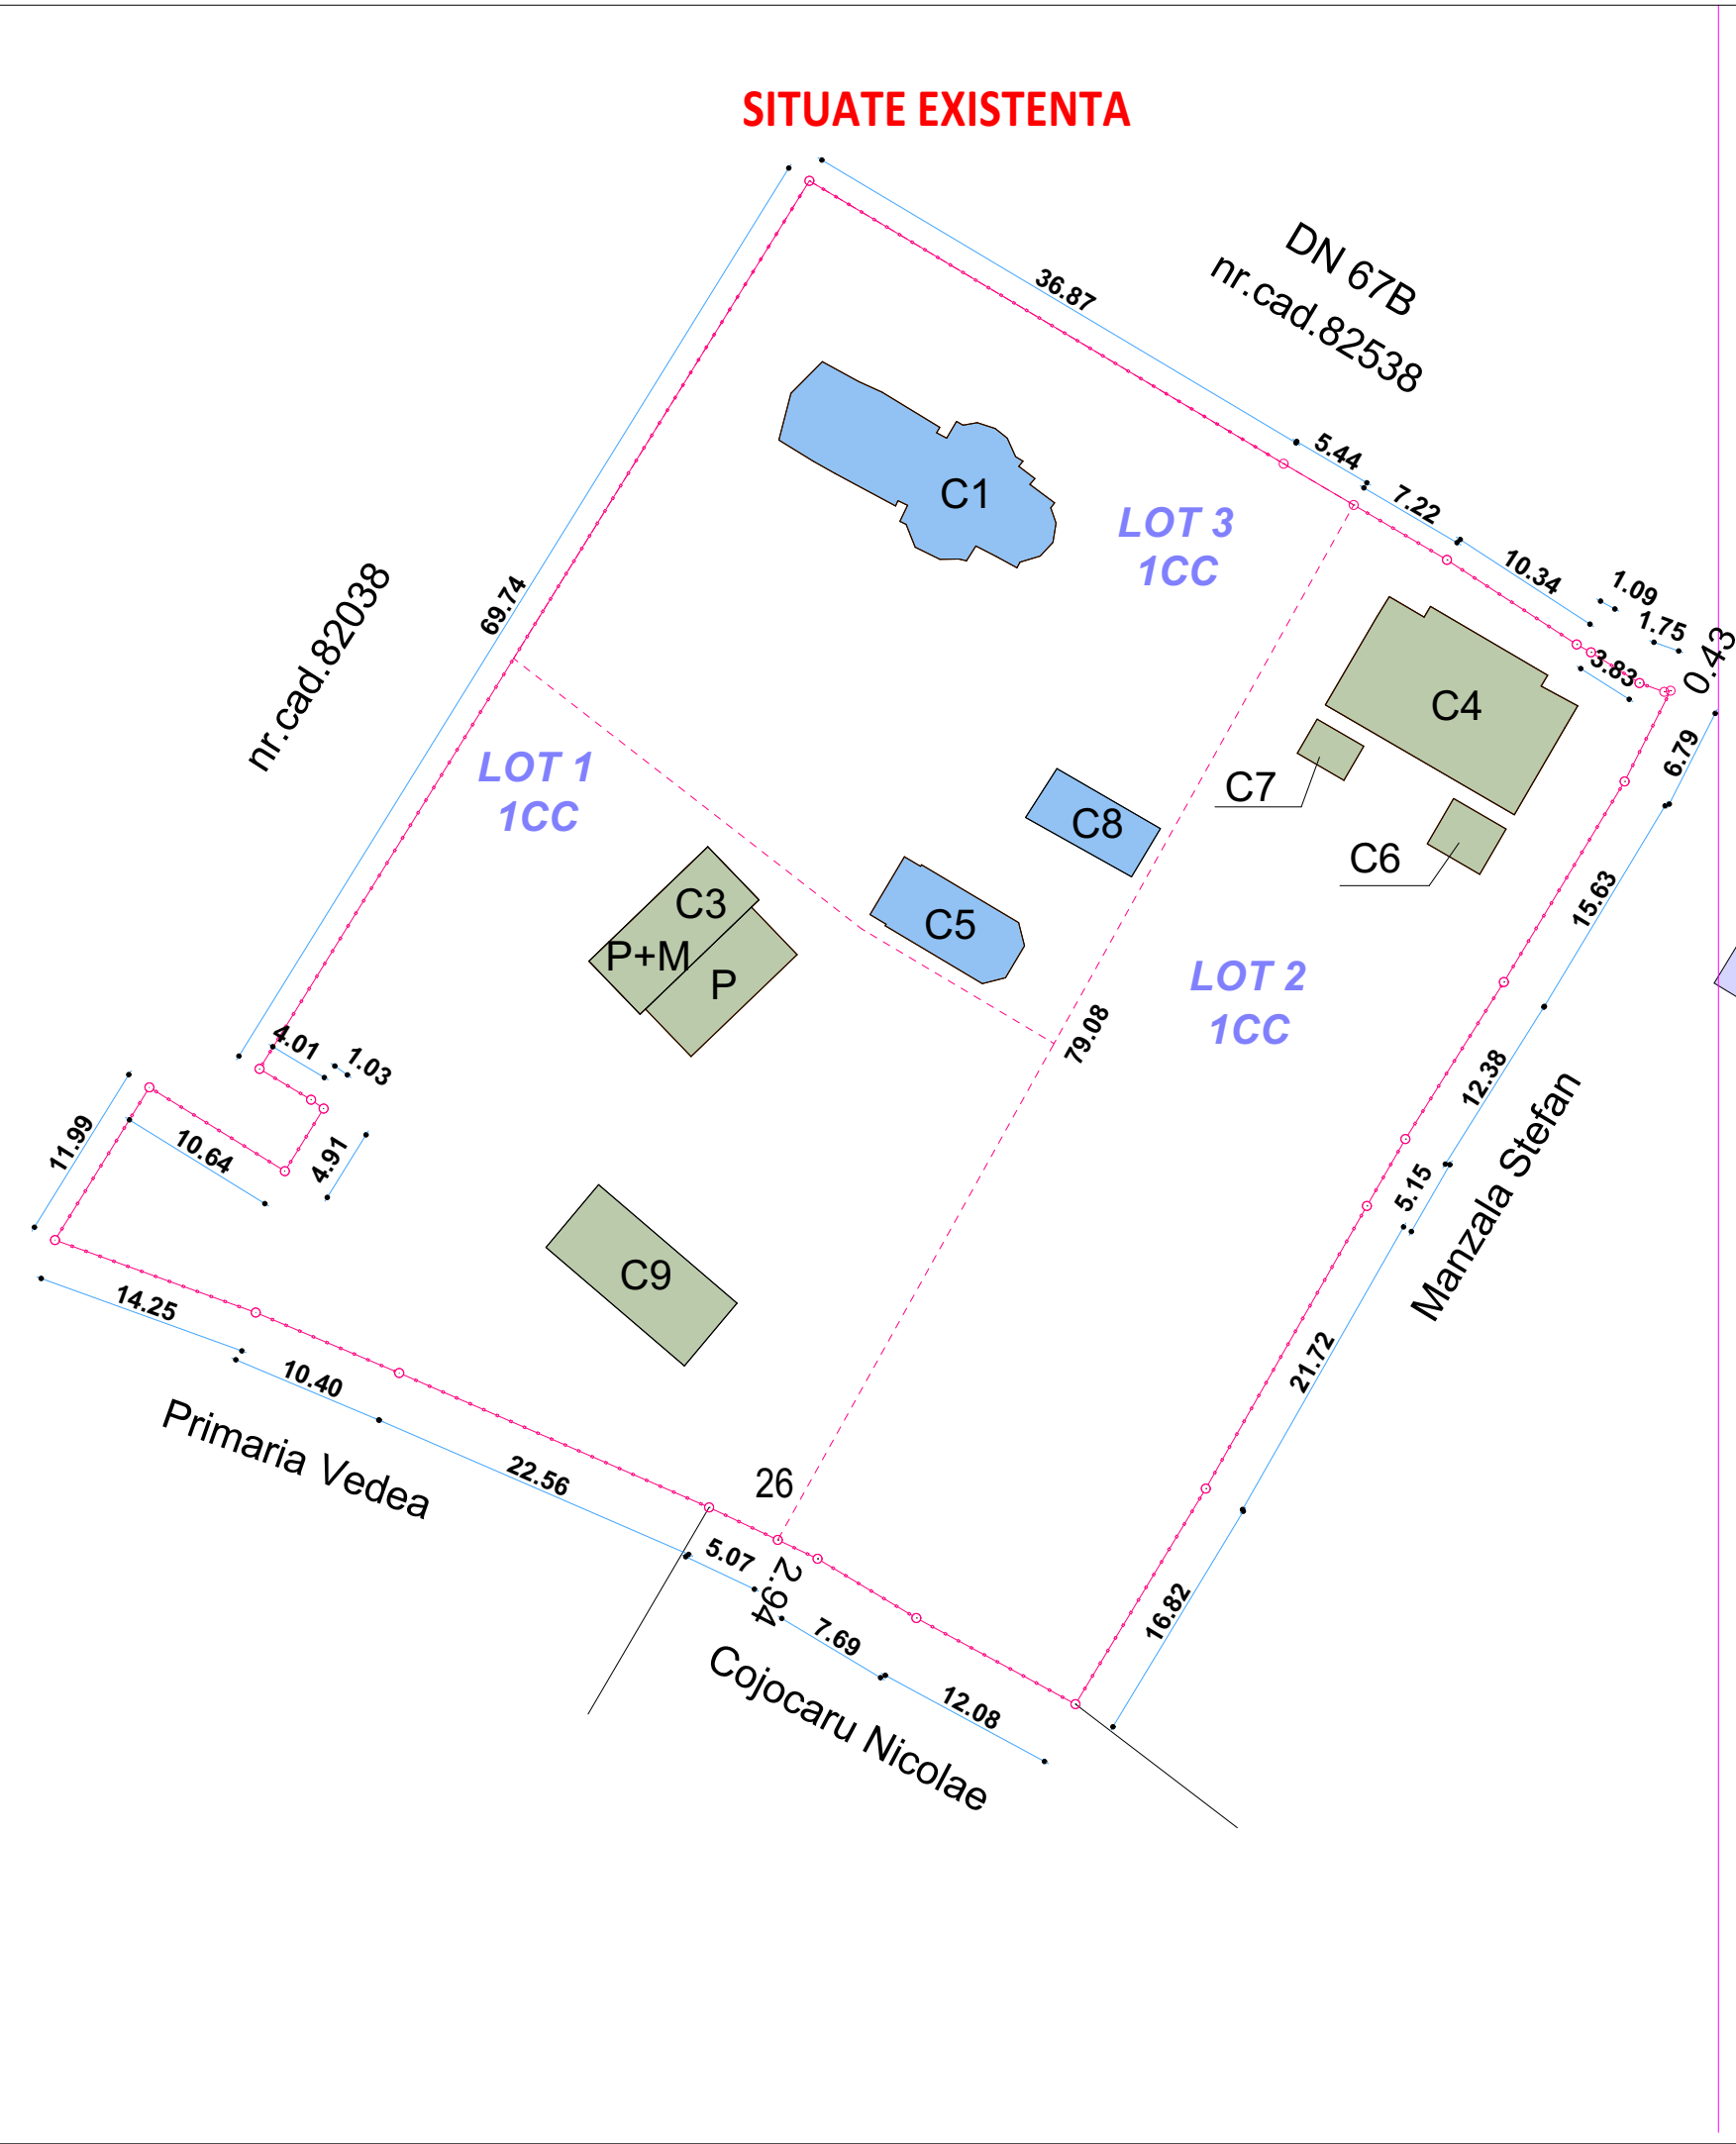 SITUATE EXISTENTA
DN 67B
nr.cad.82538
36.87
5.44
7.22
10.34
1.09
1.75
3.83
0.43
6.79
C1
LOT 3
1CC
69.74
nr.cad.82038
C4
C7
C6
LOT 1
1CC
C8
C5
C3
P+M
P
15.63
LOT 2
1CC
79.08
12.38
5.15
Manzala Stefan
4.01
1.03
11.99
10.64
4.91
C9
14.25
10.40
21.72
Primaria Vedea
22.56
26
5.07
2.94
7.69
16.82
12.08
Cojocaru Nicolae